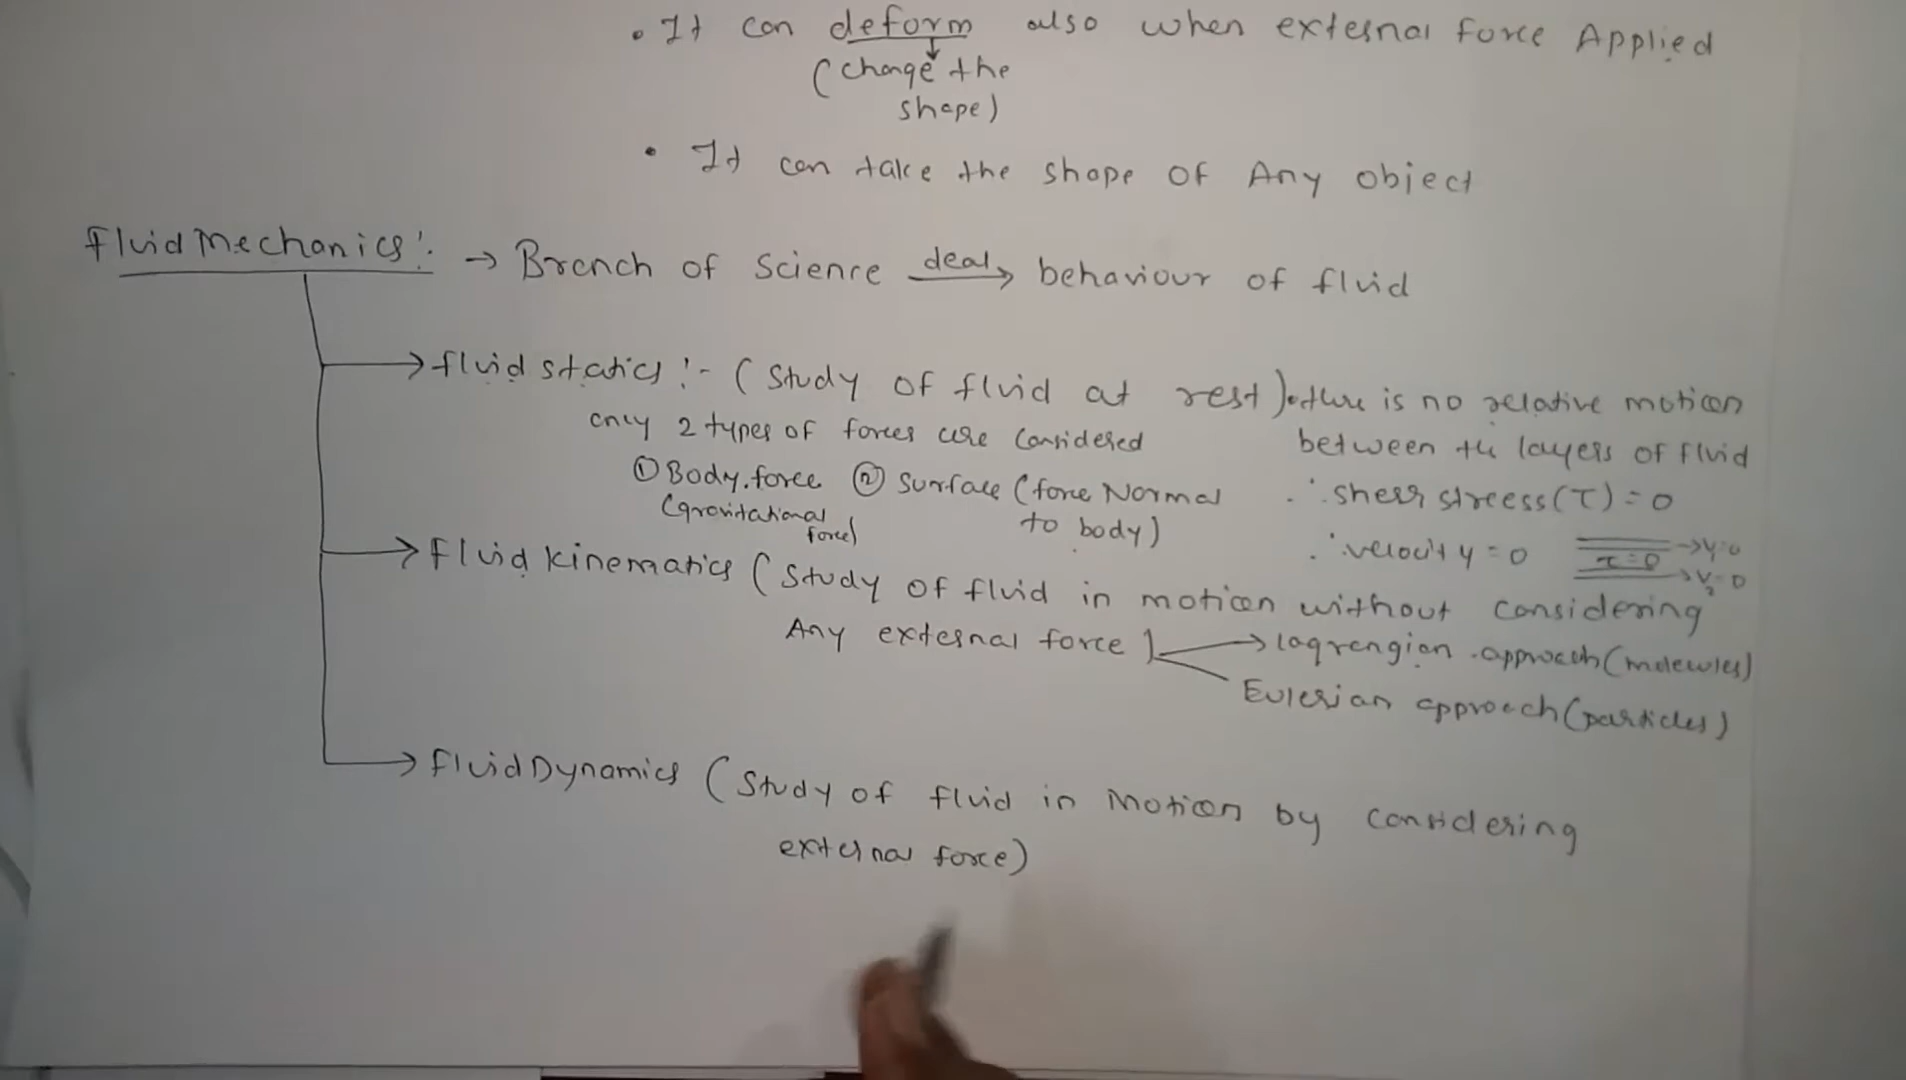 • It can deform also when external force Applied
(change the
shape)
• It can take the shape of Any object
Fluid Mechanics :- → Branch of Science deal → behaviour of fluid
→ fluid statics :- (Study of fluid at rest) • there is no relative motion
between the layers of fluid
only 2 types of forces are considered
① Body force ② Surface (force Normal
to body)
(gravitational
force)
∴ shear streess (τ) = 0
∴ velocity = 0
τ = 0
→ fluid kinematics (Study of fluid in motion without considering
Any external force) → lagrengian approach (molecules)
Eulerian approach (particles)
→ fluid Dynamics (Study of fluid in Motion by considering
external force)